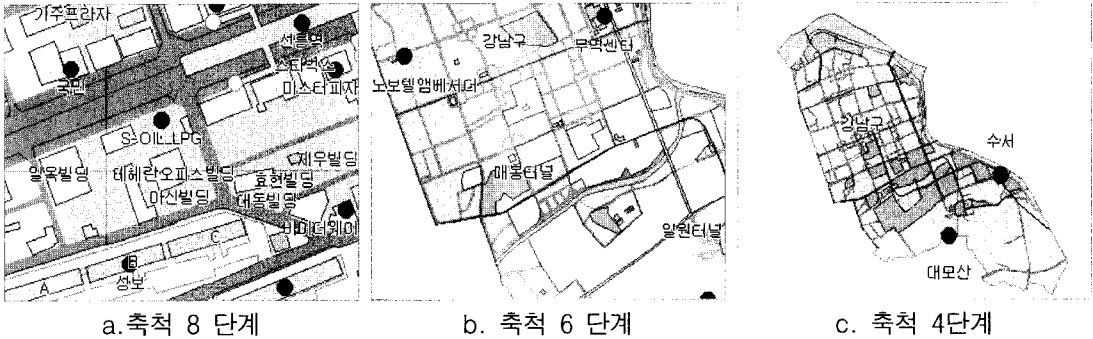 기주프라자
선릉역
스타벅스
국민
미스터피자
S-OIL LPG
일옥빌딩
테헤란오피스빌딩
마신빌딩
재우빌딩
효현빌딩
대동빌딩
바이더웨이
C
B
A
성보
a.축척 8 단계
강남구
무역센터
노보텔앰베서더
매봉터널
일원터널
b. 축척 6 단계
강남구
수서
대모산
c. 축척 4단계